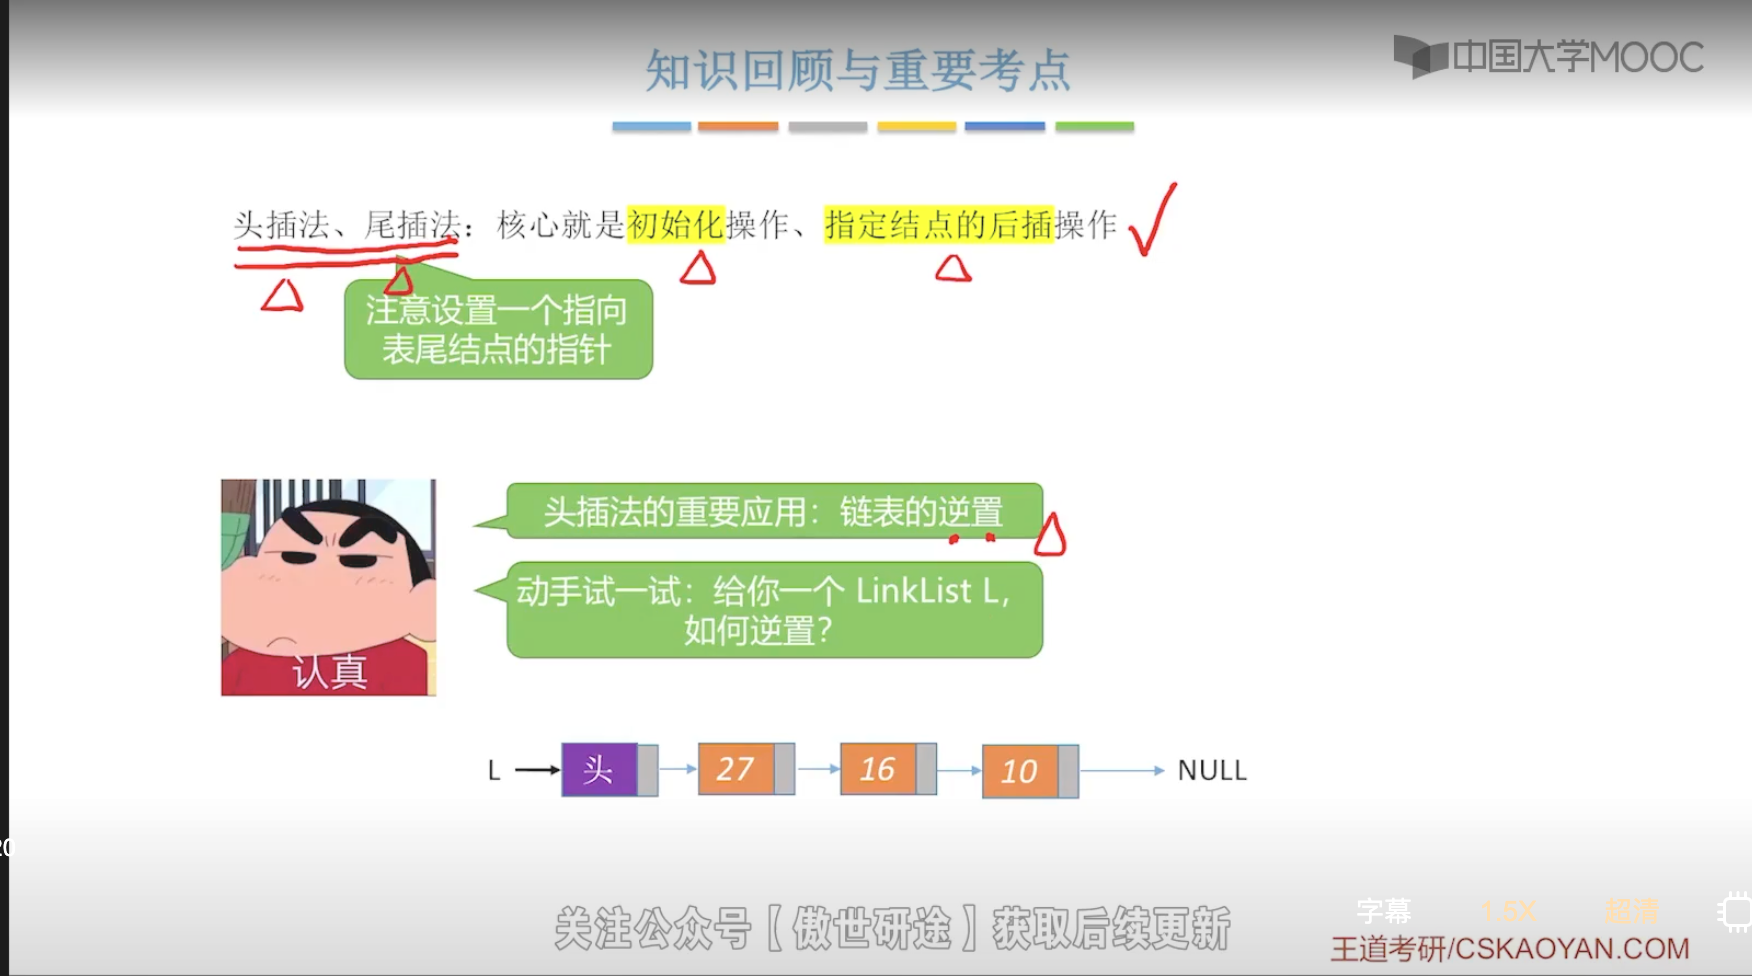 中国大学MOOC
知识回顾与重要考点
头插法、尾插法：核心就是初始化操作、指定结点的后插操作
注意设置一个指向
表尾结点的指针
头插法的重要应用：链表的逆置
动手试一试：给你一个 LinkList L，
如何逆置？
认真
L 头 27 16 10 NULL
20
关注公众号【傲世研途】获取后续更新
字幕 1.5X 超清
王道考研/CSKAOYAN.COM